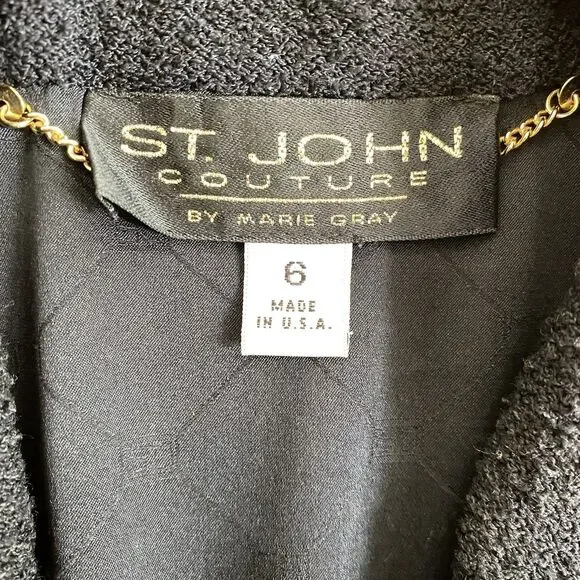 ST. JOHN
COUTURE
BY MARIE GRAY
6
MADE
IN U.S.A.